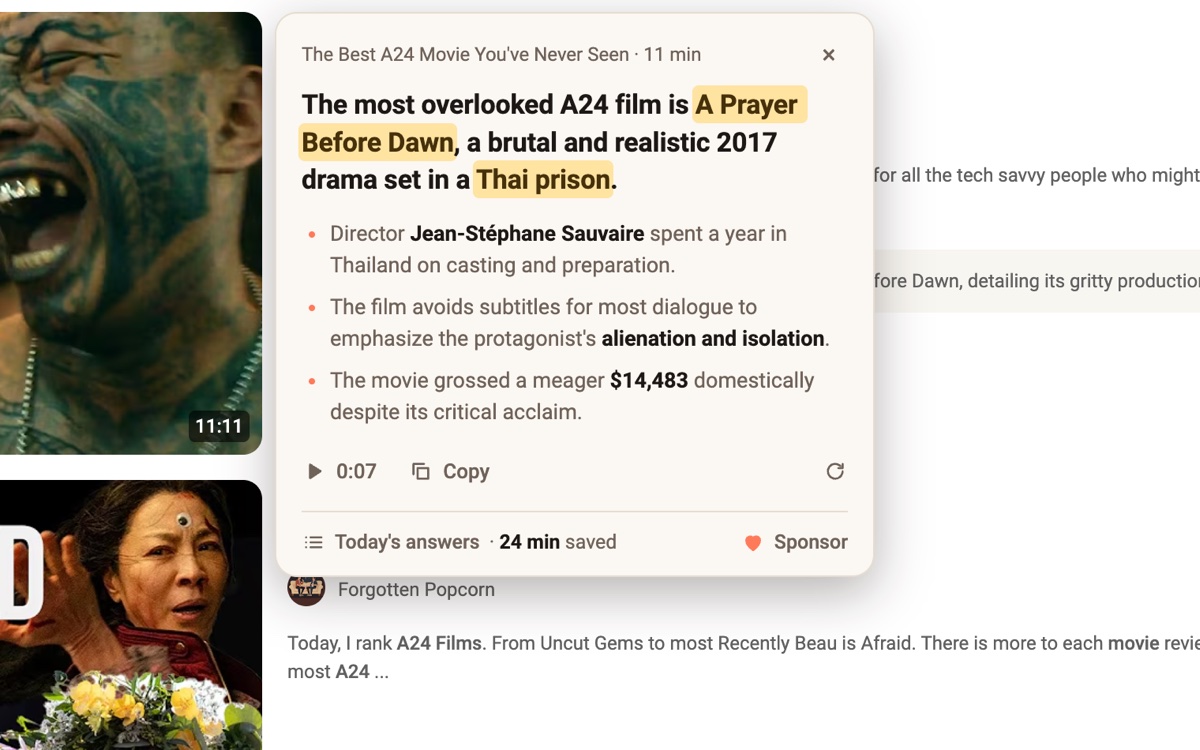 The Best A24 Movie You've Never Seen · 11 min
The most overlooked A24 film is A Prayer
Before Dawn, a brutal and realistic 2017
drama set in a Thai prison.
• Director Jean-Stéphane Sauvaire spent a year in
Thailand on casting and preparation.
• The film avoids subtitles for most dialogue to
emphasize the protagonist's alienation and isolation.
• The movie grossed a meager $14,483 domestically
despite its critical acclaim.
0:07 Copy
Today's answers · 24 min saved Sponsor
for all the tech savvy people who might
fore Dawn, detailing its gritty productio
11:11
D
Forgotten Popcorn
Today, I rank A24 Films. From Uncut Gems to most Recently Beau is Afraid. There is more to each movie revie
most A24 ...